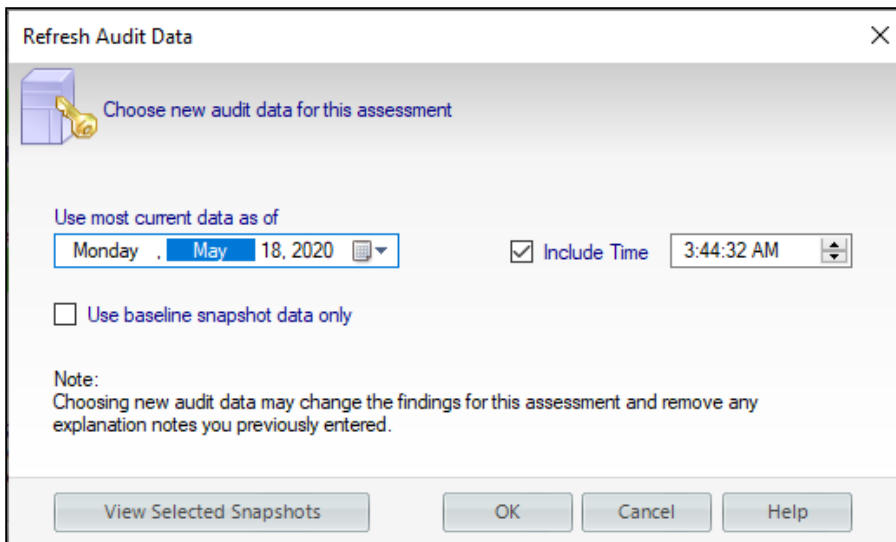 Refresh Audit Data
Choose new audit data for this assessment
Use most current data as of
Monday , May 18, 2020
Include Time 3:44:32 AM
Use baseline snapshot data only
Note:
Choosing new audit data may change the findings for this assessment and remove any
explanation notes you previously entered.
View Selected Snapshots OK Cancel Help